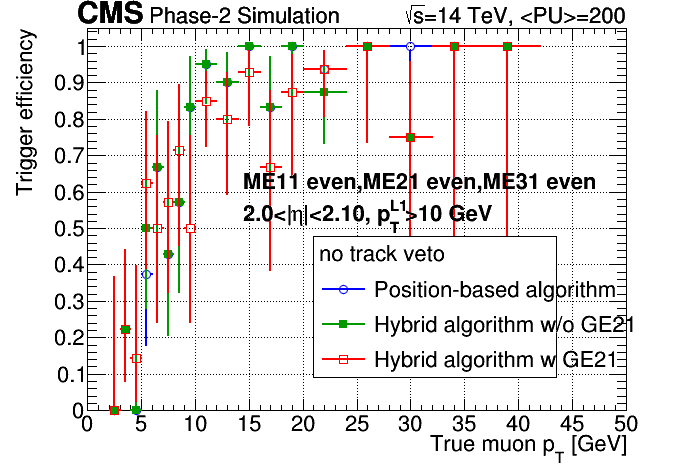 CMS Phase-2 Simulation √s=14 TeV, <PU>=200
Trigger efficiency
1
0.9
0.8
0.7
0.6
0.5
0.4
0.3
0.2
0.1
0
ME11 even,ME21 even,ME31 even
2.0<|η|<2.10, p_T^L1>10 GeV
no track veto
Position-based algorithm
Hybrid algorithm w/o GE21
Hybrid algorithm w GE21
0 5 10 15 20 25 30 35 40 45 50
True muon p_T [GeV]